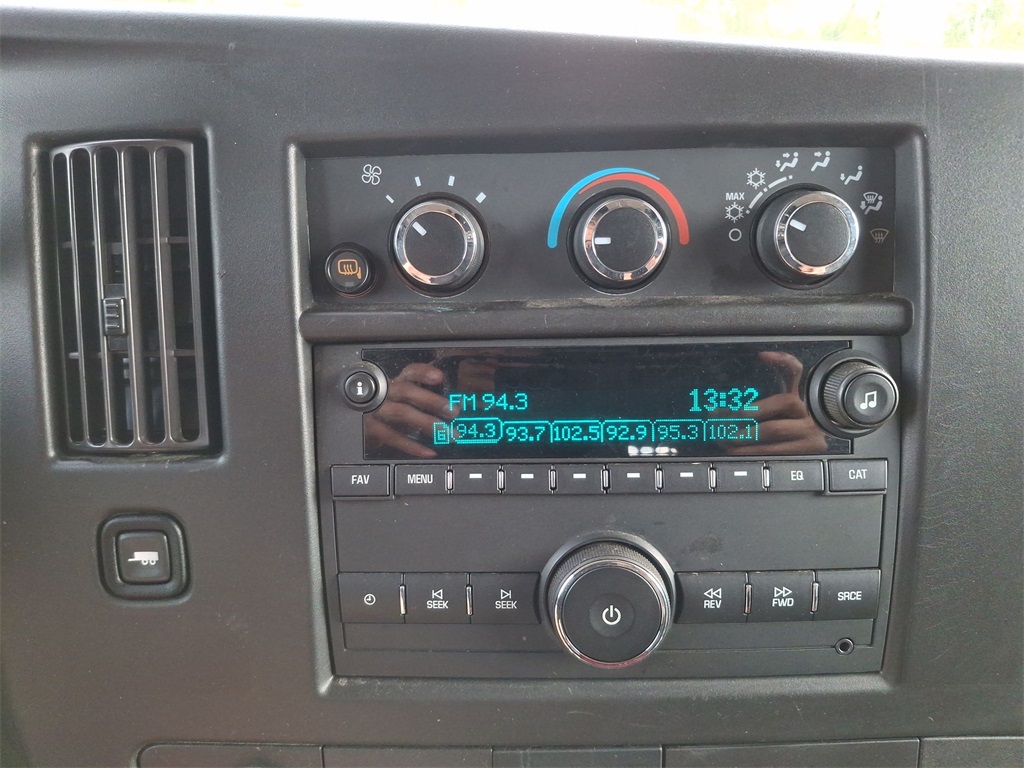 MAX
FM 94.3 13:32
6 94.3 93.7 102.5 92.9 95.3 102.1
FAV MENU EQ CAT
SEEK SEEK REV FWD SRCE